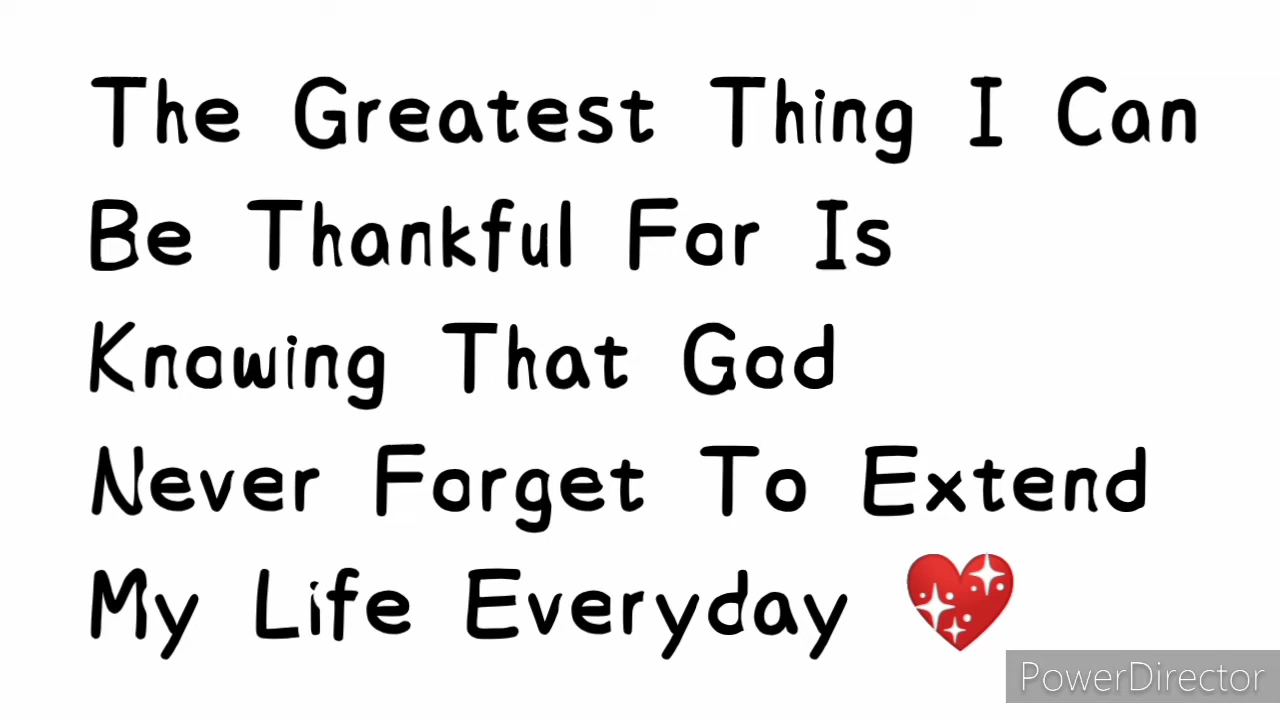 The Greatest Thing I Can
Be Thankful For Is
Knowing That God
Never Forget To Extend
My Life Everyday 💖
PowerDirector